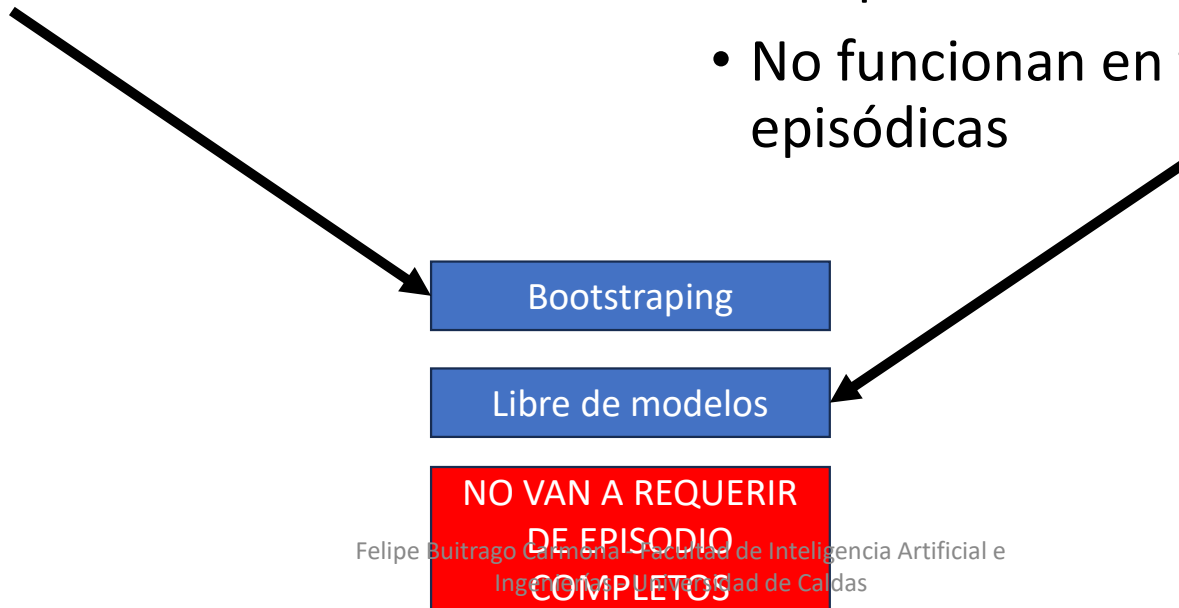 • No funcionan en
episódicas
Bootstraping
Libre de modelos
NO VAN A REQUERIR
DE EPISODIO
COMPLETOS
Felipe Buitrago Carmona - Facultad de Inteligencia Artificial e
Ingenierías - Universidad de Caldas